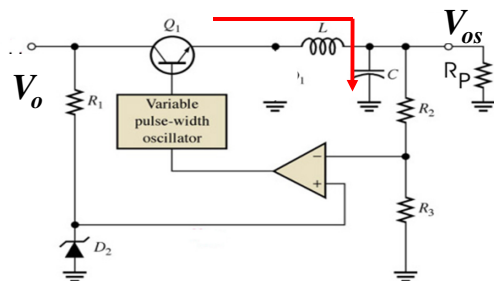 Q1
L
Vos
Vo
R1
Variable
pulse-width
oscillator
C
R2
RP
−
+
R3
D2